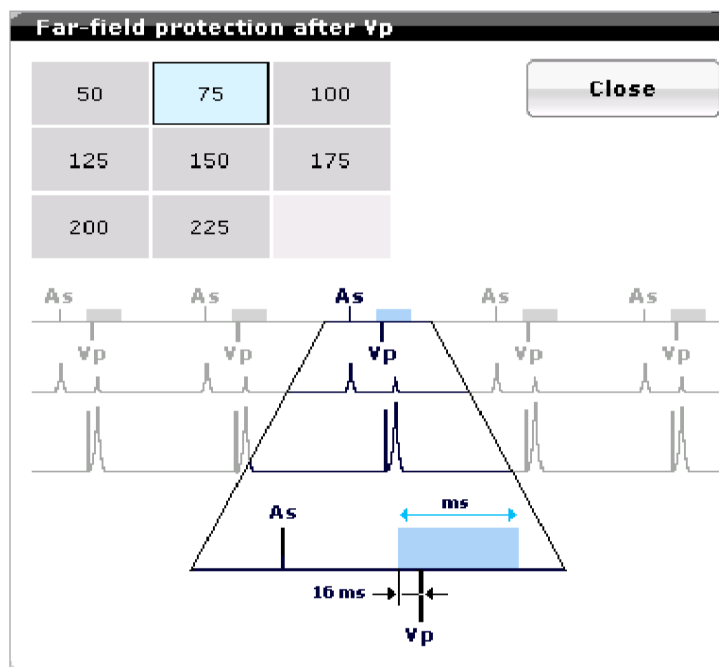 Far-field protection after Vp
50 75 100
Close
125 150 175
200 225
As As As As As
Vp Vp Vp Vp Vp
ms
As
16 ms
Vp